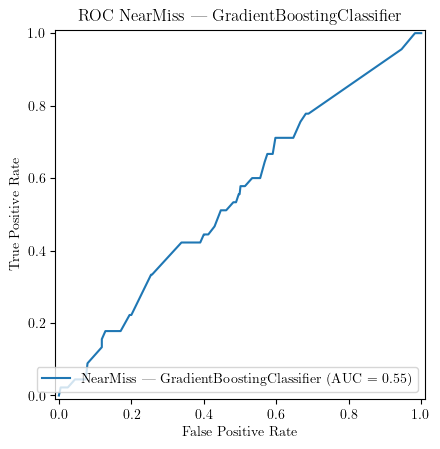 ROC NearMiss — GradientBoostingClassifier
1.0
0.8
0.6
0.4
0.2
0.0
True Positive Rate
NearMiss — GradientBoostingClassifier (AUC = 0.55)
0.0 0.2 0.4 0.6 0.8 1.0
False Positive Rate